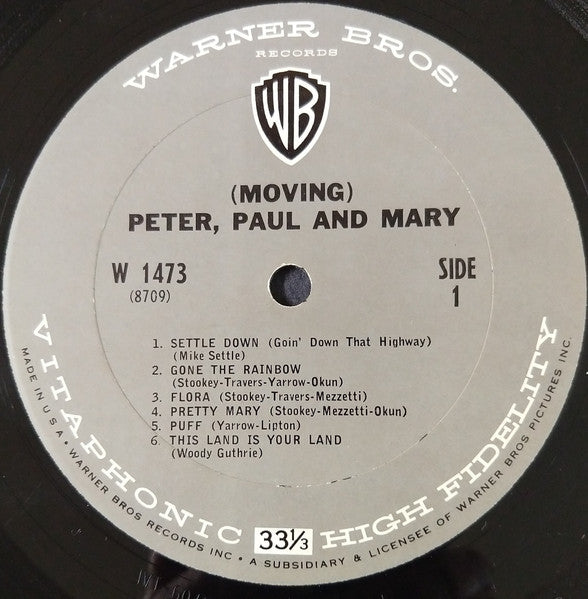 WARNER BROS.
RECORDS
WB
(MOVING)
PETER, PAUL AND MARY
W 1473
(8709)
SIDE
1
1. SETTLE DOWN (Goin' Down That Highway)
(Mike Settle)
2. GONE THE RAINBOW
(Stookey-Travers-Yarrow-Okun)
3. FLORA (Stookey-Travers-Mezzetti)
4. PRETTY MARY (Stookey-Mezzetti-Okun)
5. PUFF (Yarrow-Lipton)
6. THIS LAND IS YOUR LAND
(Woody Guthrie)
VITAPHONIC 33⅓ HIGH FIDELITY
MADE IN U S A • WARNER BROS RECORDS INC • A SUBSIDIARY & LICENSEE OF WARNER BROS PICTURES INC.